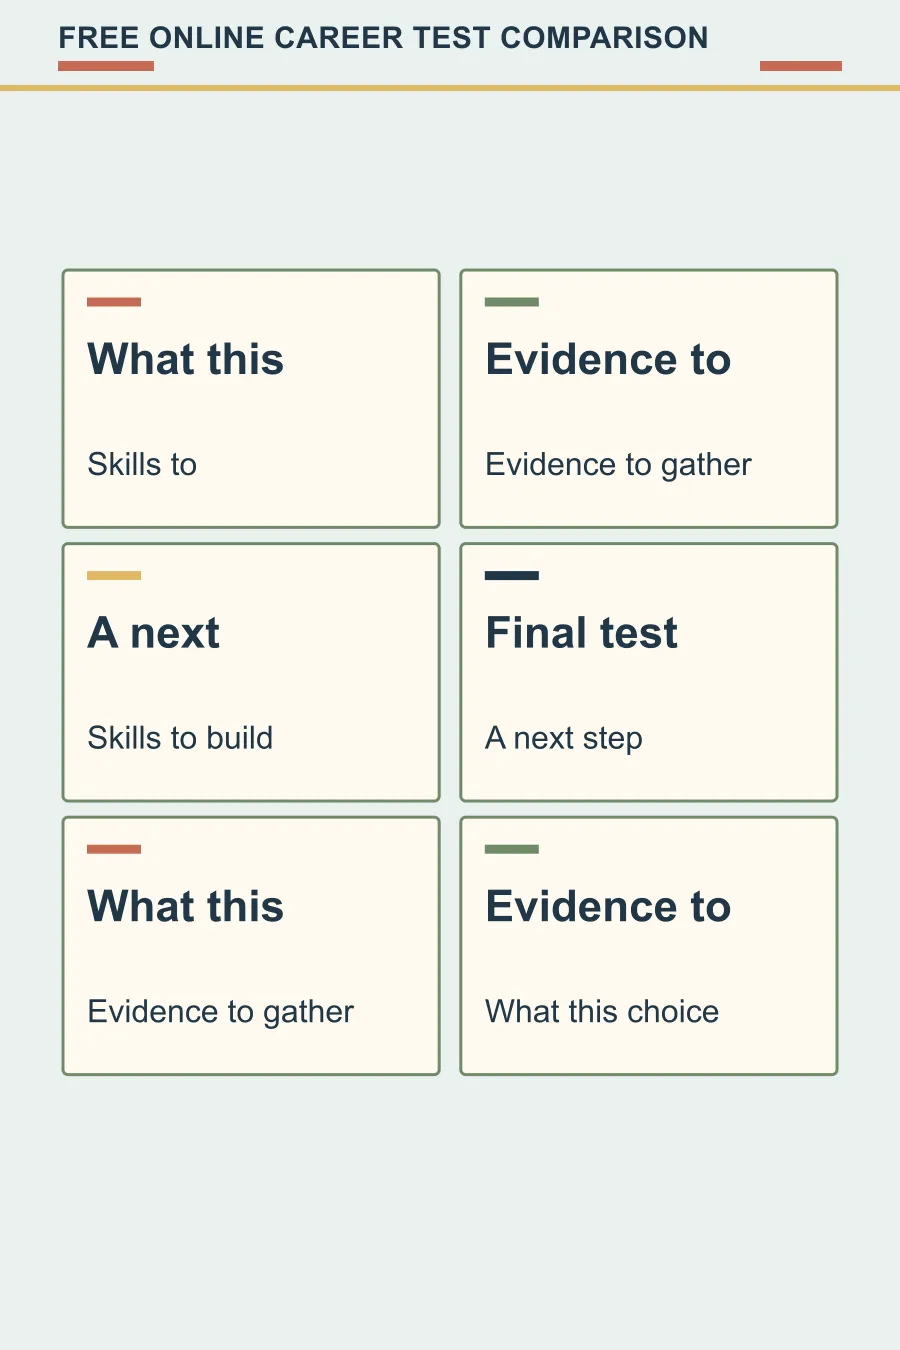 FREE ONLINE CAREER TEST COMPARISON
What this
Skills to
Evidence to
Evidence to gather
A next
Skills to build
Final test
A next step
What this
Evidence to gather
Evidence to
What this choice